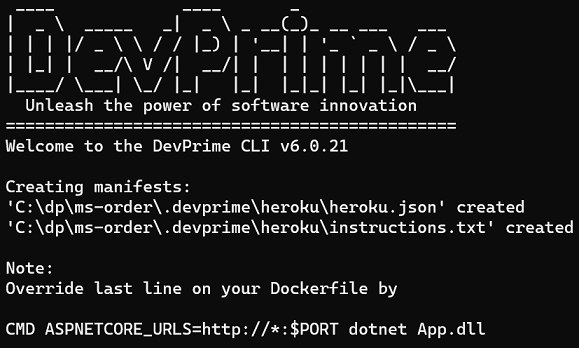 DevPrime
Unleash the power of software innovation
==============================================
Welcome to the DevPrime CLI v6.0.21
Creating manifests:
'C:\dp\ms-order\.devprime\heroku\heroku.json' created
'C:\dp\ms-order\.devprime\heroku\instructions.txt' created
Note:
Override last line on your Dockerfile by
CMD ASPNETCORE_URLS=http://*:$PORT dotnet App.dll